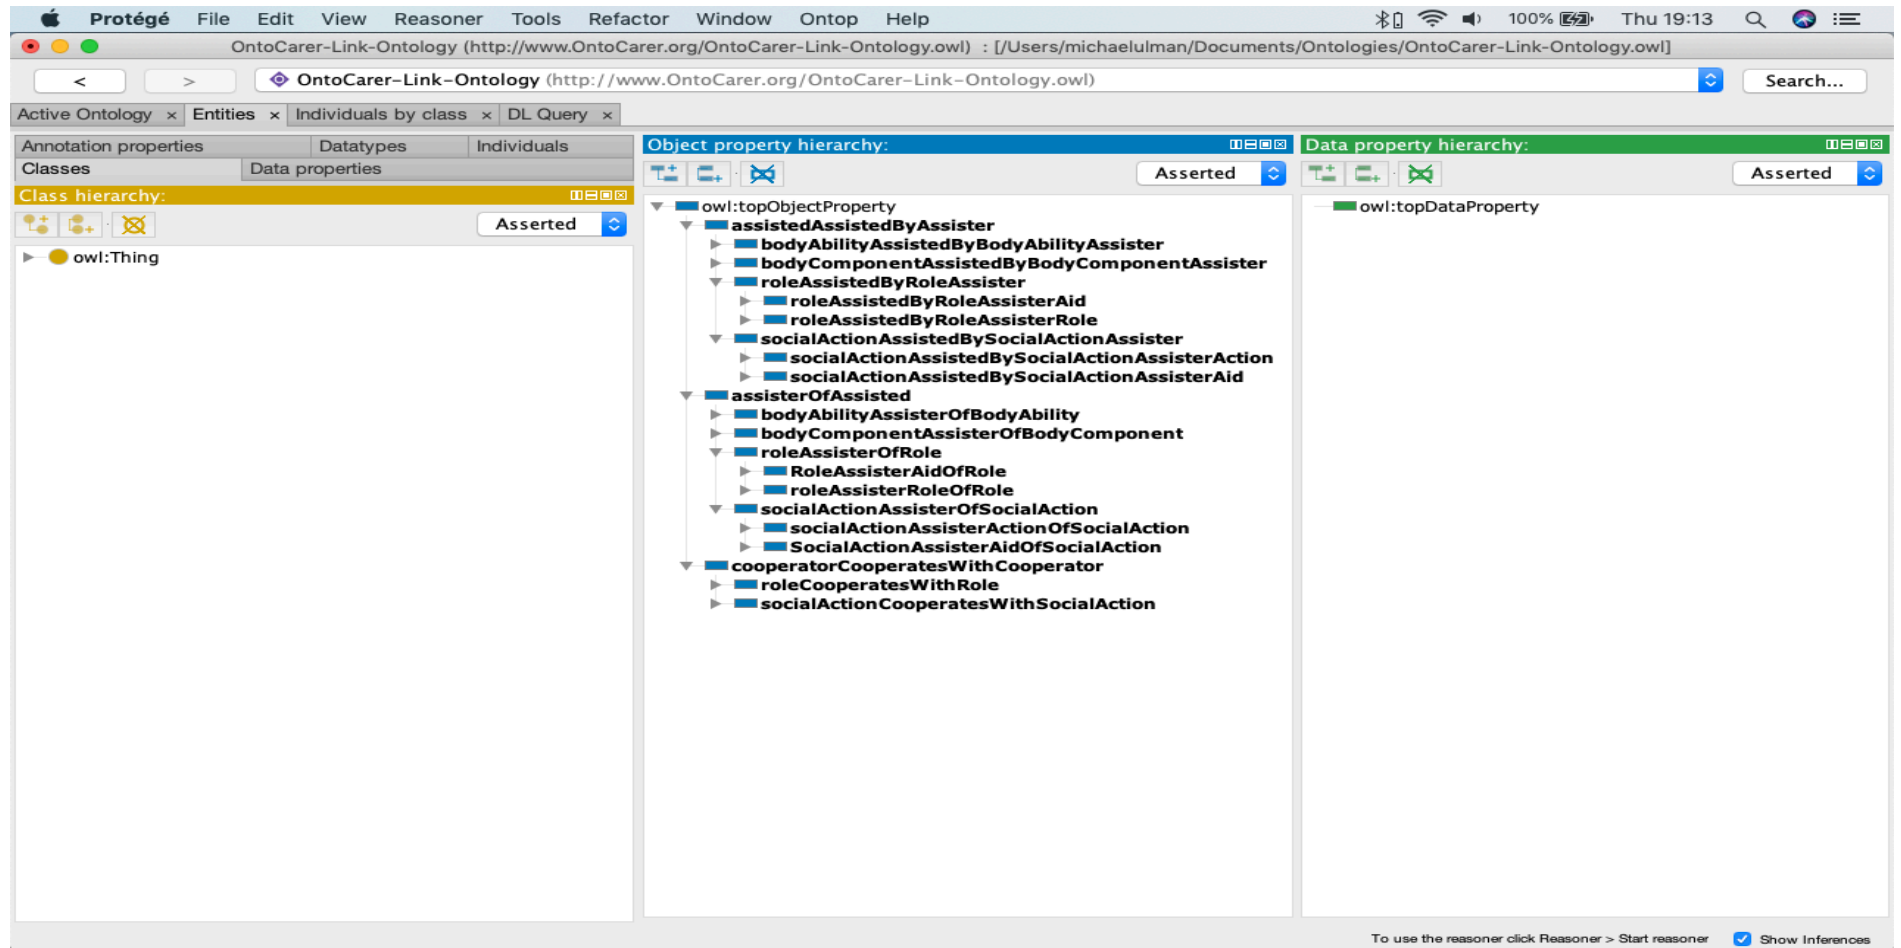 Protégé File Edit View Reasoner Tools Refactor Window Ontop Help 100% Thu 19:13
OntoCarer-Link-Ontology (http://www.OntoCarer.org/OntoCarer-Link-Ontology.owl) : [/Users/michaelulman/Documents/Ontologies/OntoCarer-Link-Ontology.owl]
< > OntoCarer-Link-Ontology (http://www.OntoCarer.org/OntoCarer-Link-Ontology.owl) Search...
Active Ontology × Entities × Individuals by class × DL Query ×
Annotation properties Datatypes Individuals
Classes Data properties
Class hierarchy:
Asserted
owl:Thing
Object property hierarchy:
Asserted
owl:topObjectProperty
assistedAssistedByAssister
bodyAbilityAssistedByBodyAbilityAssister
bodyComponentAssistedByBodyComponentAssister
roleAssistedByRoleAssister
roleAssistedByRoleAssisterAid
roleAssistedByRoleAssisterRole
socialActionAssistedBySocialActionAssister
socialActionAssistedBySocialActionAssisterAction
socialActionAssistedBySocialActionAssisterAid
assisterOfAssisted
bodyAbilityAssisterOfBodyAbility
bodyComponentAssisterOfBodyComponent
roleAssisterOfRole
RoleAssisterAidOfRole
roleAssisterRoleOfRole
socialActionAssisterOfSocialAction
socialActionAssisterActionOfSocialAction
SocialActionAssisterAidOfSocialAction
cooperatorCooperatesWithCooperator
roleCooperatesWithRole
socialActionCooperatesWithSocialAction
Data property hierarchy:
Asserted
owl:topDataProperty
To use the reasoner click Reasoner > Start reasoner Show Inferences